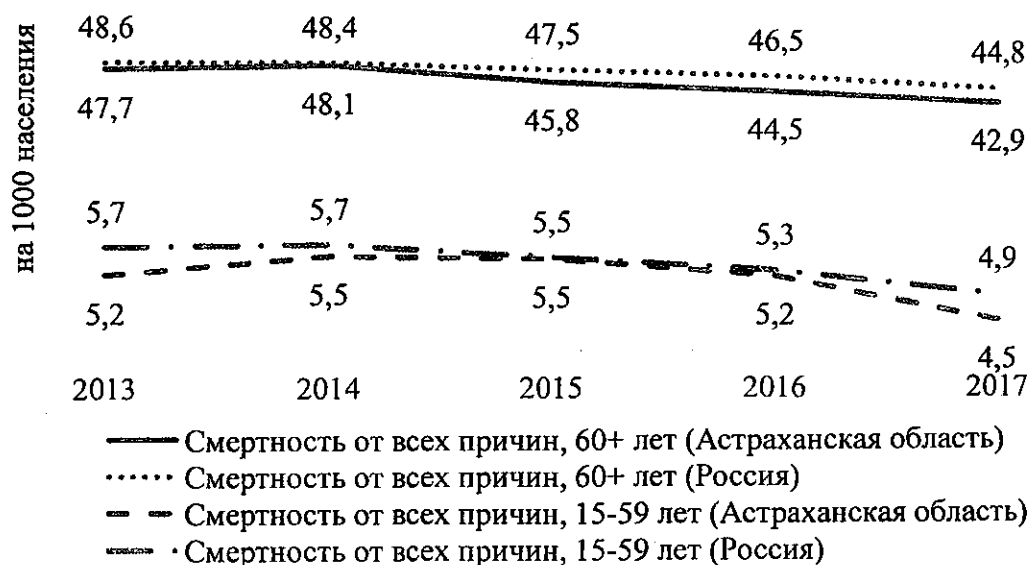 на 1000 населения
48,6 48,4 47,5 46,5 44,8
47,7 48,1 45,8 44,5 42,9
5,7 5,7 5,5 5,3 4,9
5,2 5,5 5,5 5,2 4,5
2013 2014 2015 2016 2017
Смертность от всех причин, 60+ лет (Астраханская область)
Смертность от всех причин, 60+ лет (Россия)
Смертность от всех причин, 15-59 лет (Астраханская область)
Смертность от всех причин, 15-59 лет (Россия)